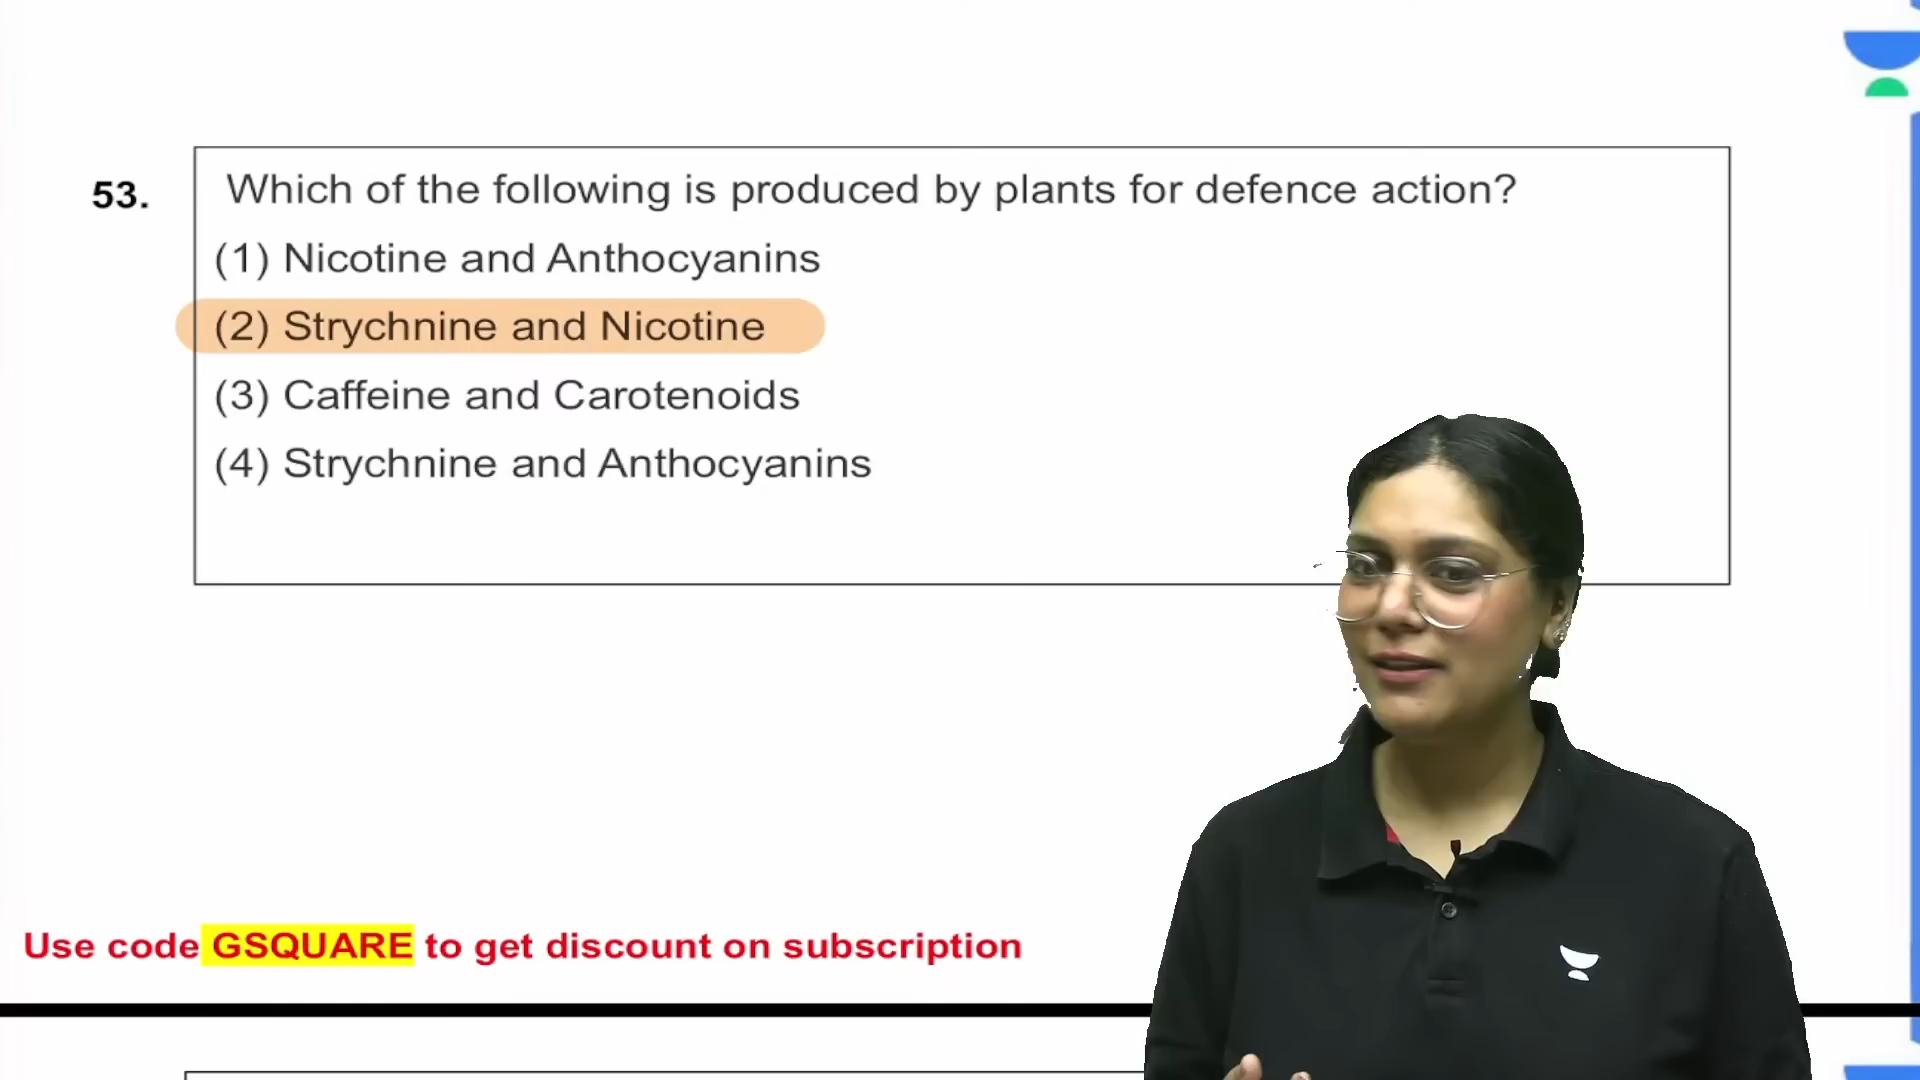 53.
Which of the following is produced by plants for defence action?
(1) Nicotine and Anthocyanins
(2) Strychnine and Nicotine
(3) Caffeine and Carotenoids
(4) Strychnine and Anthocyanins
Use code GSQUARE to get discount on subscription